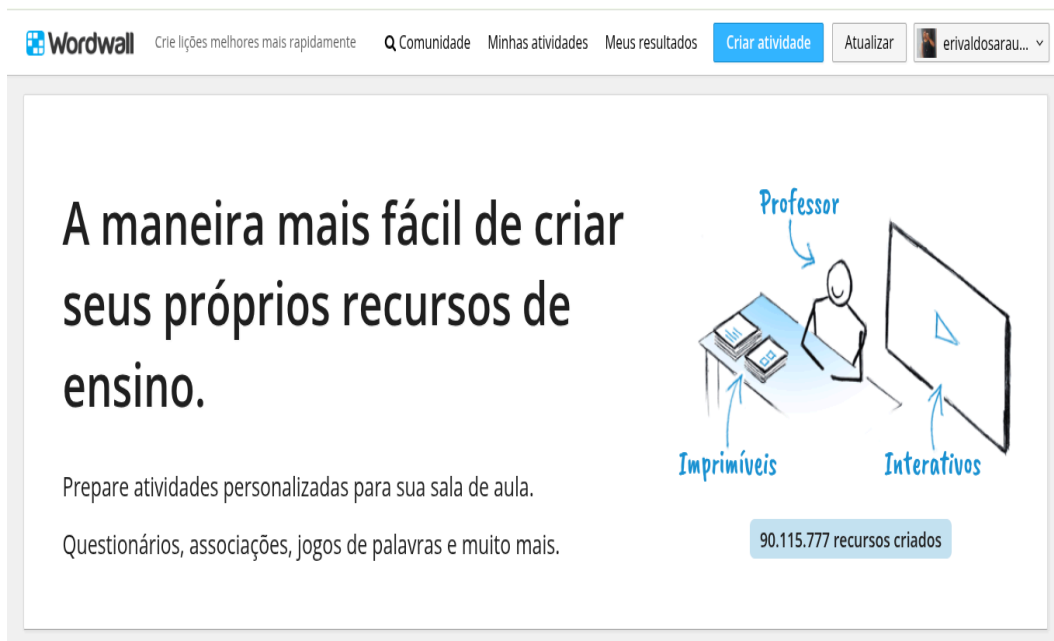 Wordwall Crie lições melhores mais rapidamente Comunidade Minhas atividades Meus resultados Criar atividade Atualizar erivaldosarau...
A maneira mais fácil de criar
seus próprios recursos de
ensino.
Prepare atividades personalizadas para sua sala de aula.
Questionários, associações, jogos de palavras e muito mais.
Professor
Imprimíveis
Interativos
90.115.777 recursos criados